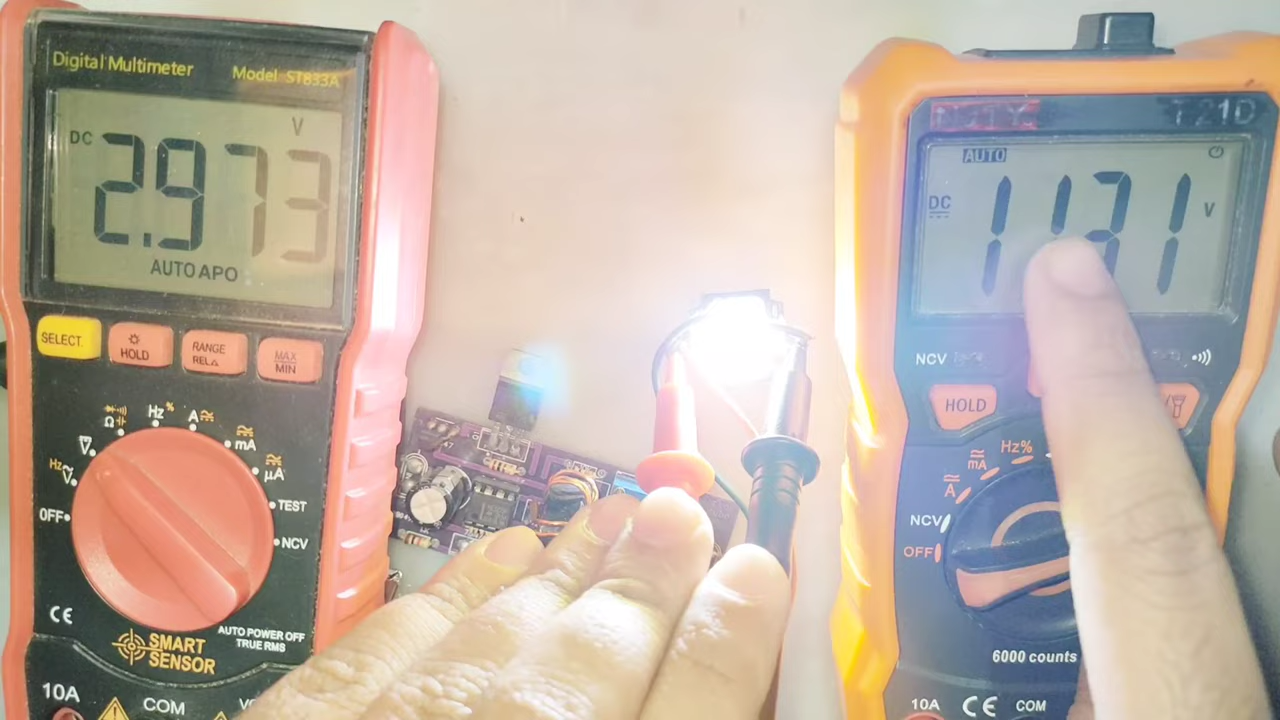 Digital Multimeter Model ST833A
V
DC 2.973
AUTO APO
SELECT
HOLD
RANGE
REL△
MAX
MIN
Hz %
A
Ω
mA
V
µA
Hz
V
TEST
OFF
NCV
CE
SMART
SENSOR
AUTO POWER OFF
TRUE RMS
10A
COM
T21D
AUTO
DC
V
NCV
HOLD
Hz%
mA
A
NCV
OFF
6000 counts
10A CE COM